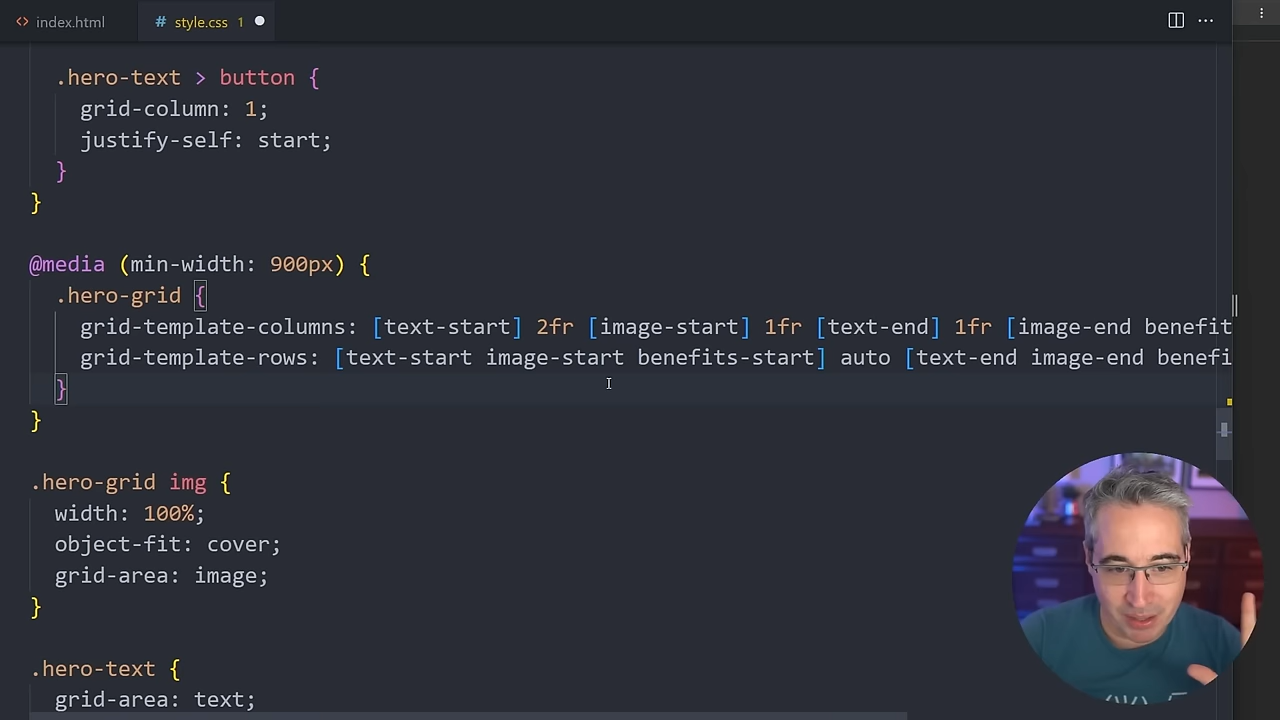 index.html
style.css 1
.hero-text > button {
grid-column: 1;
justify-self: start;
}
}
@media (min-width: 900px) {
.hero-grid {
grid-template-columns: [text-start] 2fr [image-start] 1fr [text-end] 1fr [image-end benefit
grid-template-rows: [text-start image-start benefits-start] auto [text-end image-end benefi
}
}
.hero-grid img {
width: 100%;
object-fit: cover;
grid-area: image;
}
.hero-text {
grid-area: text;